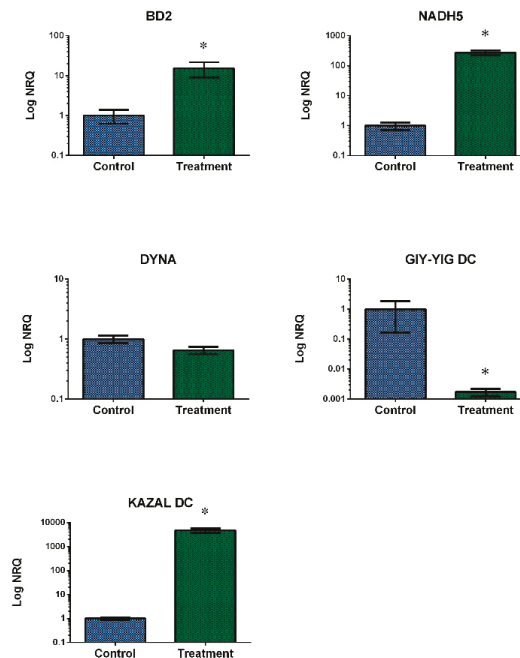 BD2
*
Log NRQ
100
10
1
0.1
Control Treatment
NADH5
*
Log NRQ
1000
100
10
1
0.1
Control Treatment
DYNA
Log NRQ
10
1
0.1
Control Treatment
GIY-YIG DC
Log NRQ
10
1
0.1
0.01
0.001
*
Control Treatment
KAZAL DC
*
Log NRQ
10000
1000
100
10
1
0.1
Control Treatment